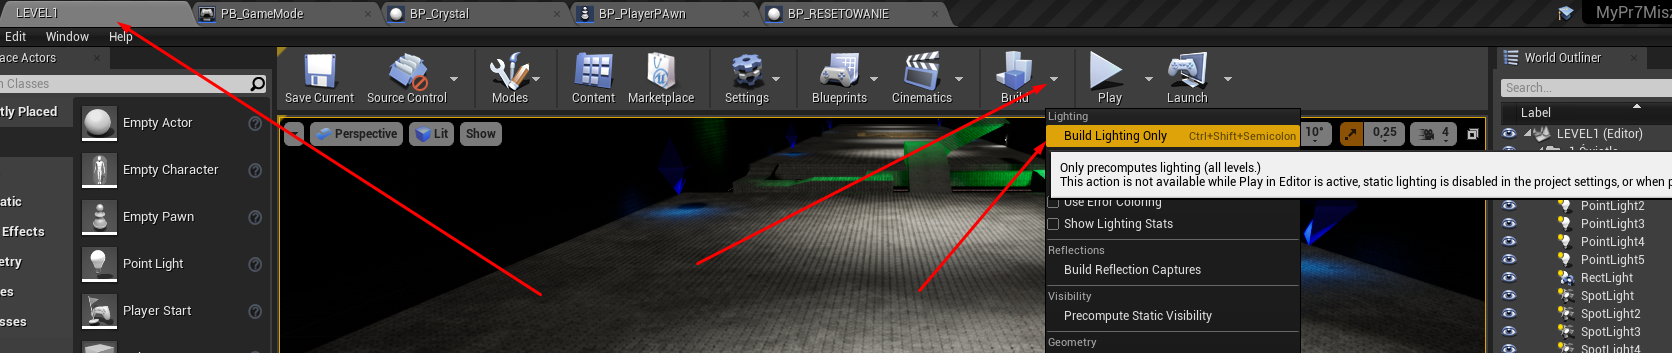 LEVEL1
PB_GameMode
BP_Crystal
BP_PlayerPAwn
BP_RESETOWANIE
MyPr7Misz
Edit
Window
Help
ace Actors
World Outliner
h Classes
Search...
Save Current
Source Control
Modes
Content
Marketplace
Settings
Blueprints
Cinematics
Build
Play
Launch
tly Placed
atic
Effects
etry
es
sses
Empty Actor
Empty Character
Empty Pawn
Point Light
Player Start
Perspective
Lit
Show
10°
0,25
4
Lighting
Build Lighting Only
Ctrl+Shift+Semicolon
Only precomputes lighting (all levels.)
This action is not available while Play in Editor is active, static lighting is disabled in the project settings, or when p
Use Error Coloring
Show Lighting Stats
Reflections
Build Reflection Captures
Visibility
Precompute Static Visibility
Geometry
Label
LEVEL1 (Editor)
PointLight2
PointLight3
PointLight4
PointLight5
RectLight
SpotLight
SpotLight2
SpotLight3
SpotLight4